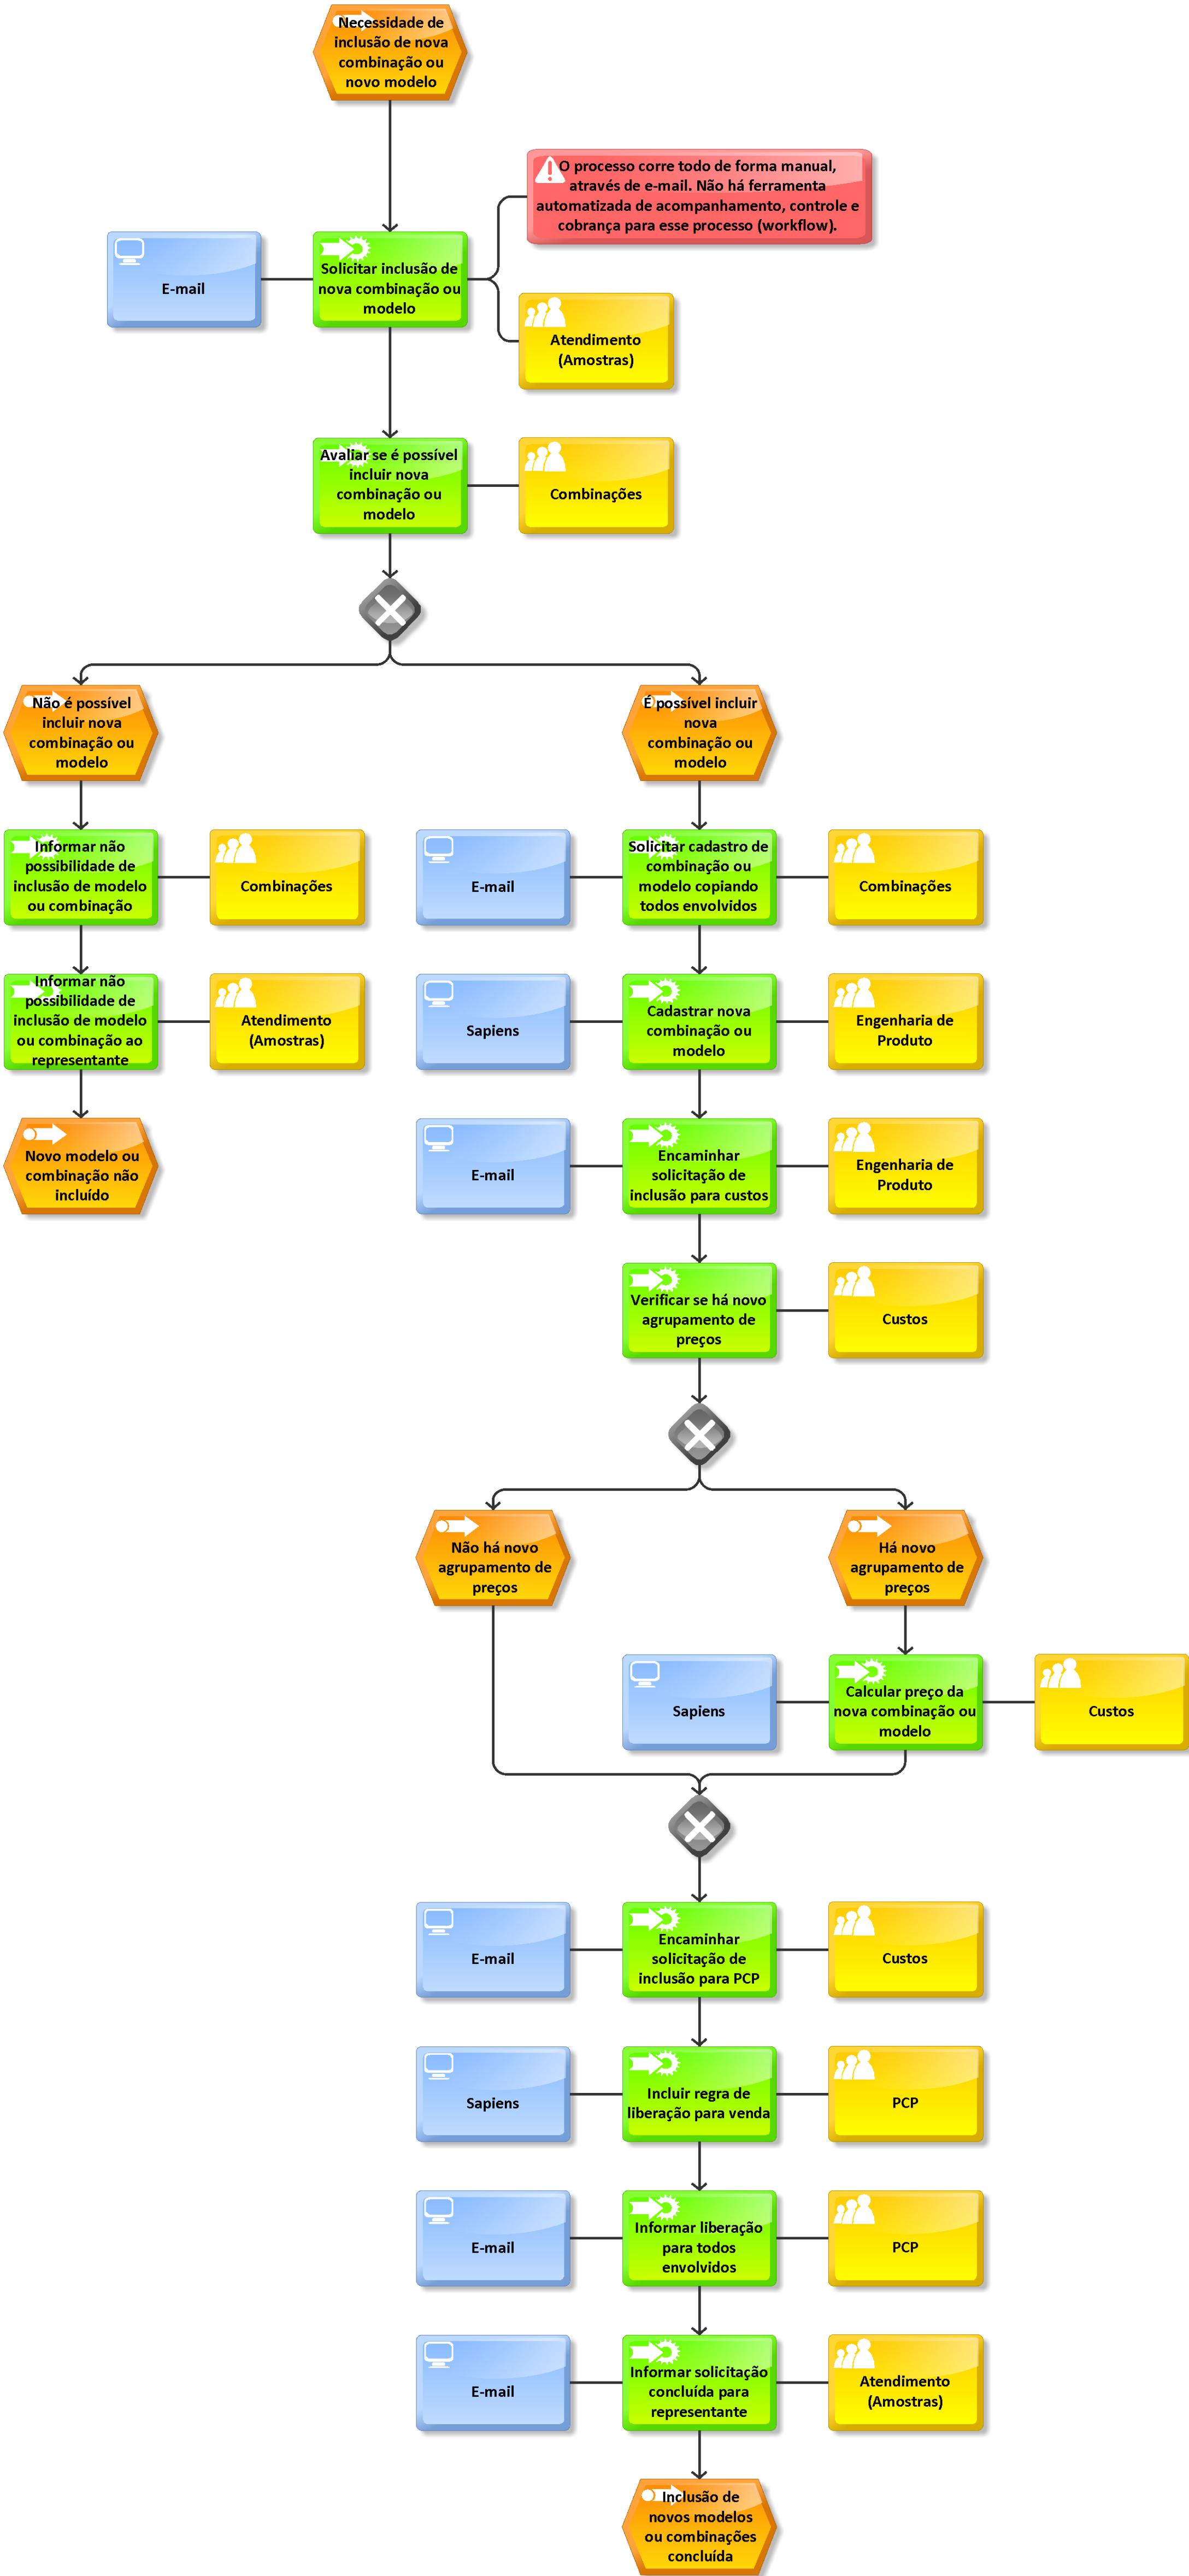 Necessidade de
inclusão de nova
combinação ou
novo modelo
O processo corre todo de forma manual,
através de e-mail. Não há ferramenta
automatizada de acompanhamento, controle e
cobrança para esse processo (workflow).
E-mail
Solicitar inclusão de
nova combinação ou
modelo
Atendimento
(Amostras)
Avaliar se é possível
incluir nova
combinação ou
modelo
Combinações
Não é possível
incluir nova
combinação ou
modelo
É possível incluir
nova
combinação ou
modelo
Informar não
possibilidade de
inclusão de modelo
ou combinação
Combinações
E-mail
Solicitar cadastro de
combinação ou
modelo copiando
todos envolvidos
Combinações
Informar não
possibilidade de
inclusão de modelo
ou combinação ao
representante
Atendimento
(Amostras)
Sapiens
Cadastrar nova
combinação ou
modelo
Engenharia de
Produto
Novo modelo ou
combinação não
incluído
E-mail
Encaminhar
solicitação de
inclusão para custos
Engenharia de
Produto
Verificar se há novo
agrupamento de
preços
Custos
Não há novo
agrupamento de
preços
Há novo
agrupamento de
preços
Sapiens
Calcular preço da
nova combinação ou
modelo
Custos
E-mail
Encaminhar
solicitação de
inclusão para PCP
Custos
Sapiens
Incluir regra de
liberação para venda
PCP
E-mail
Informar liberação
para todos
envolvidos
PCP
E-mail
Informar solicitação
concluída para
representante
Atendimento
(Amostras)
Inclusão de
novos modelos
ou combinações
concluída